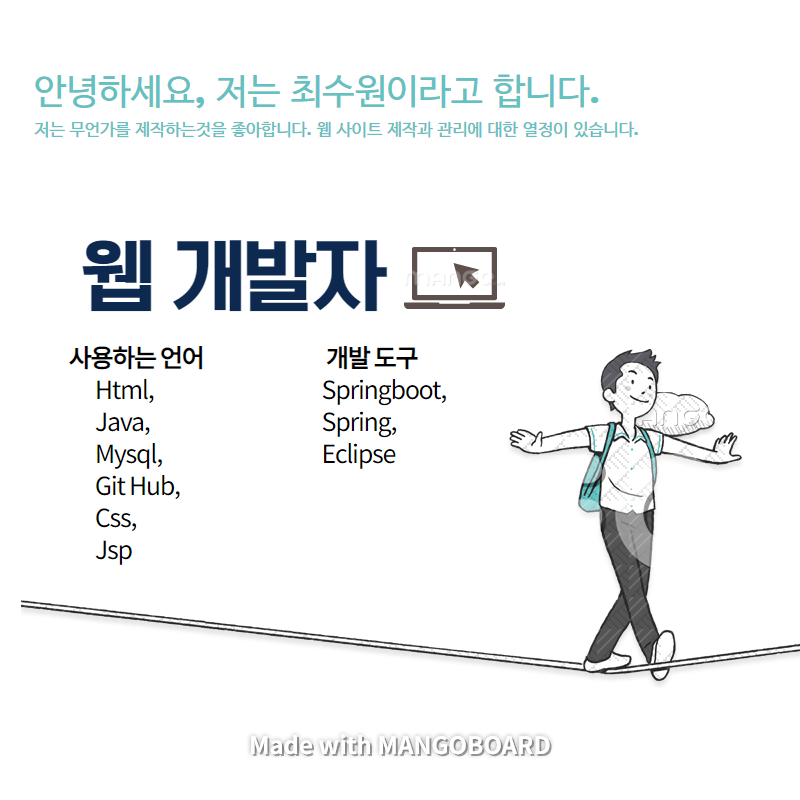 안녕하세요, 저는 최수원이라고 합니다.
저는 무언가를 제작하는것을 좋아합니다. 웹 사이트 제작과 관리에 대한 열정이 있습니다.
웹 개발자
사용하는 언어
Html,
Java,
Mysql,
Git Hub,
Css,
Jsp
개발 도구
Springboot,
Spring,
Eclipse
Made with MANGOBOARD